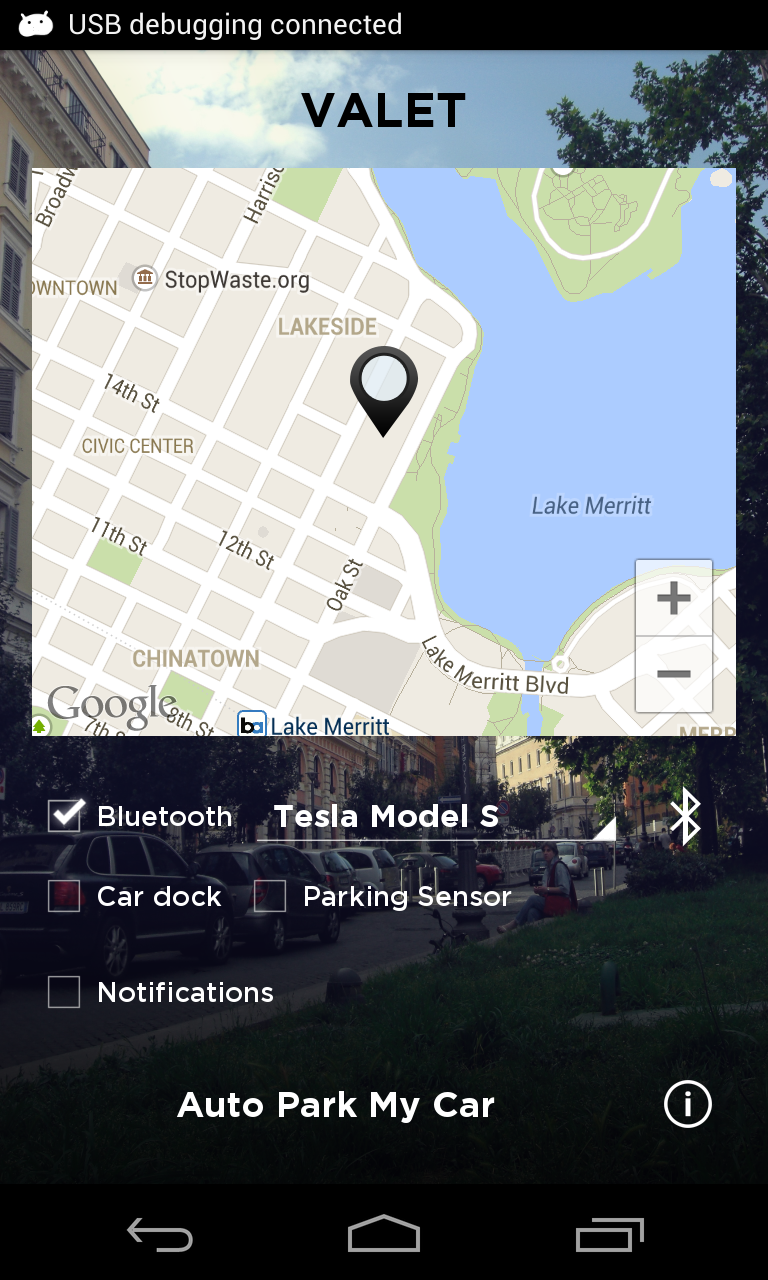 USB debugging connected
VALET
Harris
Broadw
StopWaste.org
OWNTOWN
LAKESIDE
14th St
CIVIC CENTER
Lake Merritt
11th St
12th St
Oak St
+
−
CHINATOWN
Lake Merritt Blvd
Google
7th
8th St
ba Lake Merritt
MERR
Bluetooth Tesla Model S
Car dock Parking Sensor
Notifications
Auto Park My Car i